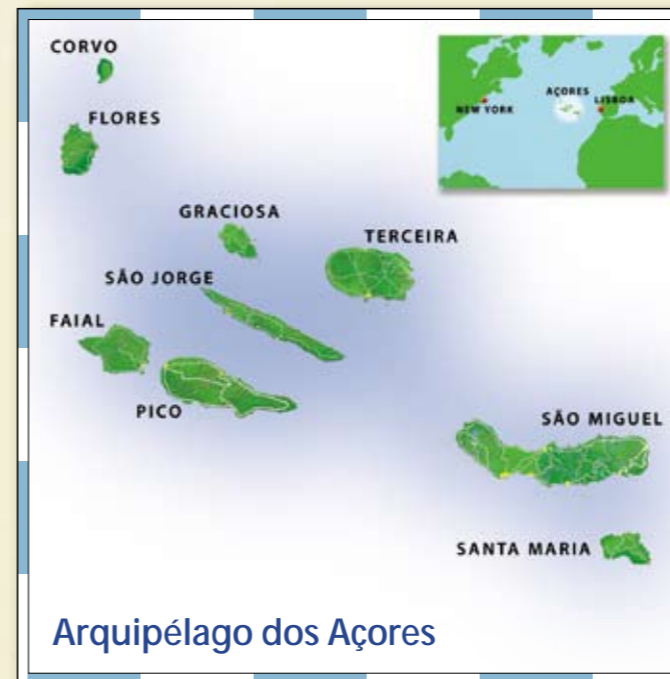 CORVO
FLORES
GRACIOSA
TERCEIRA
SÃO JORGE
FAIAL
PICO
SÃO MIGUEL
SANTA MARIA
AÇORES
LISBOA
NEW YORK
Arquipélago dos Açores